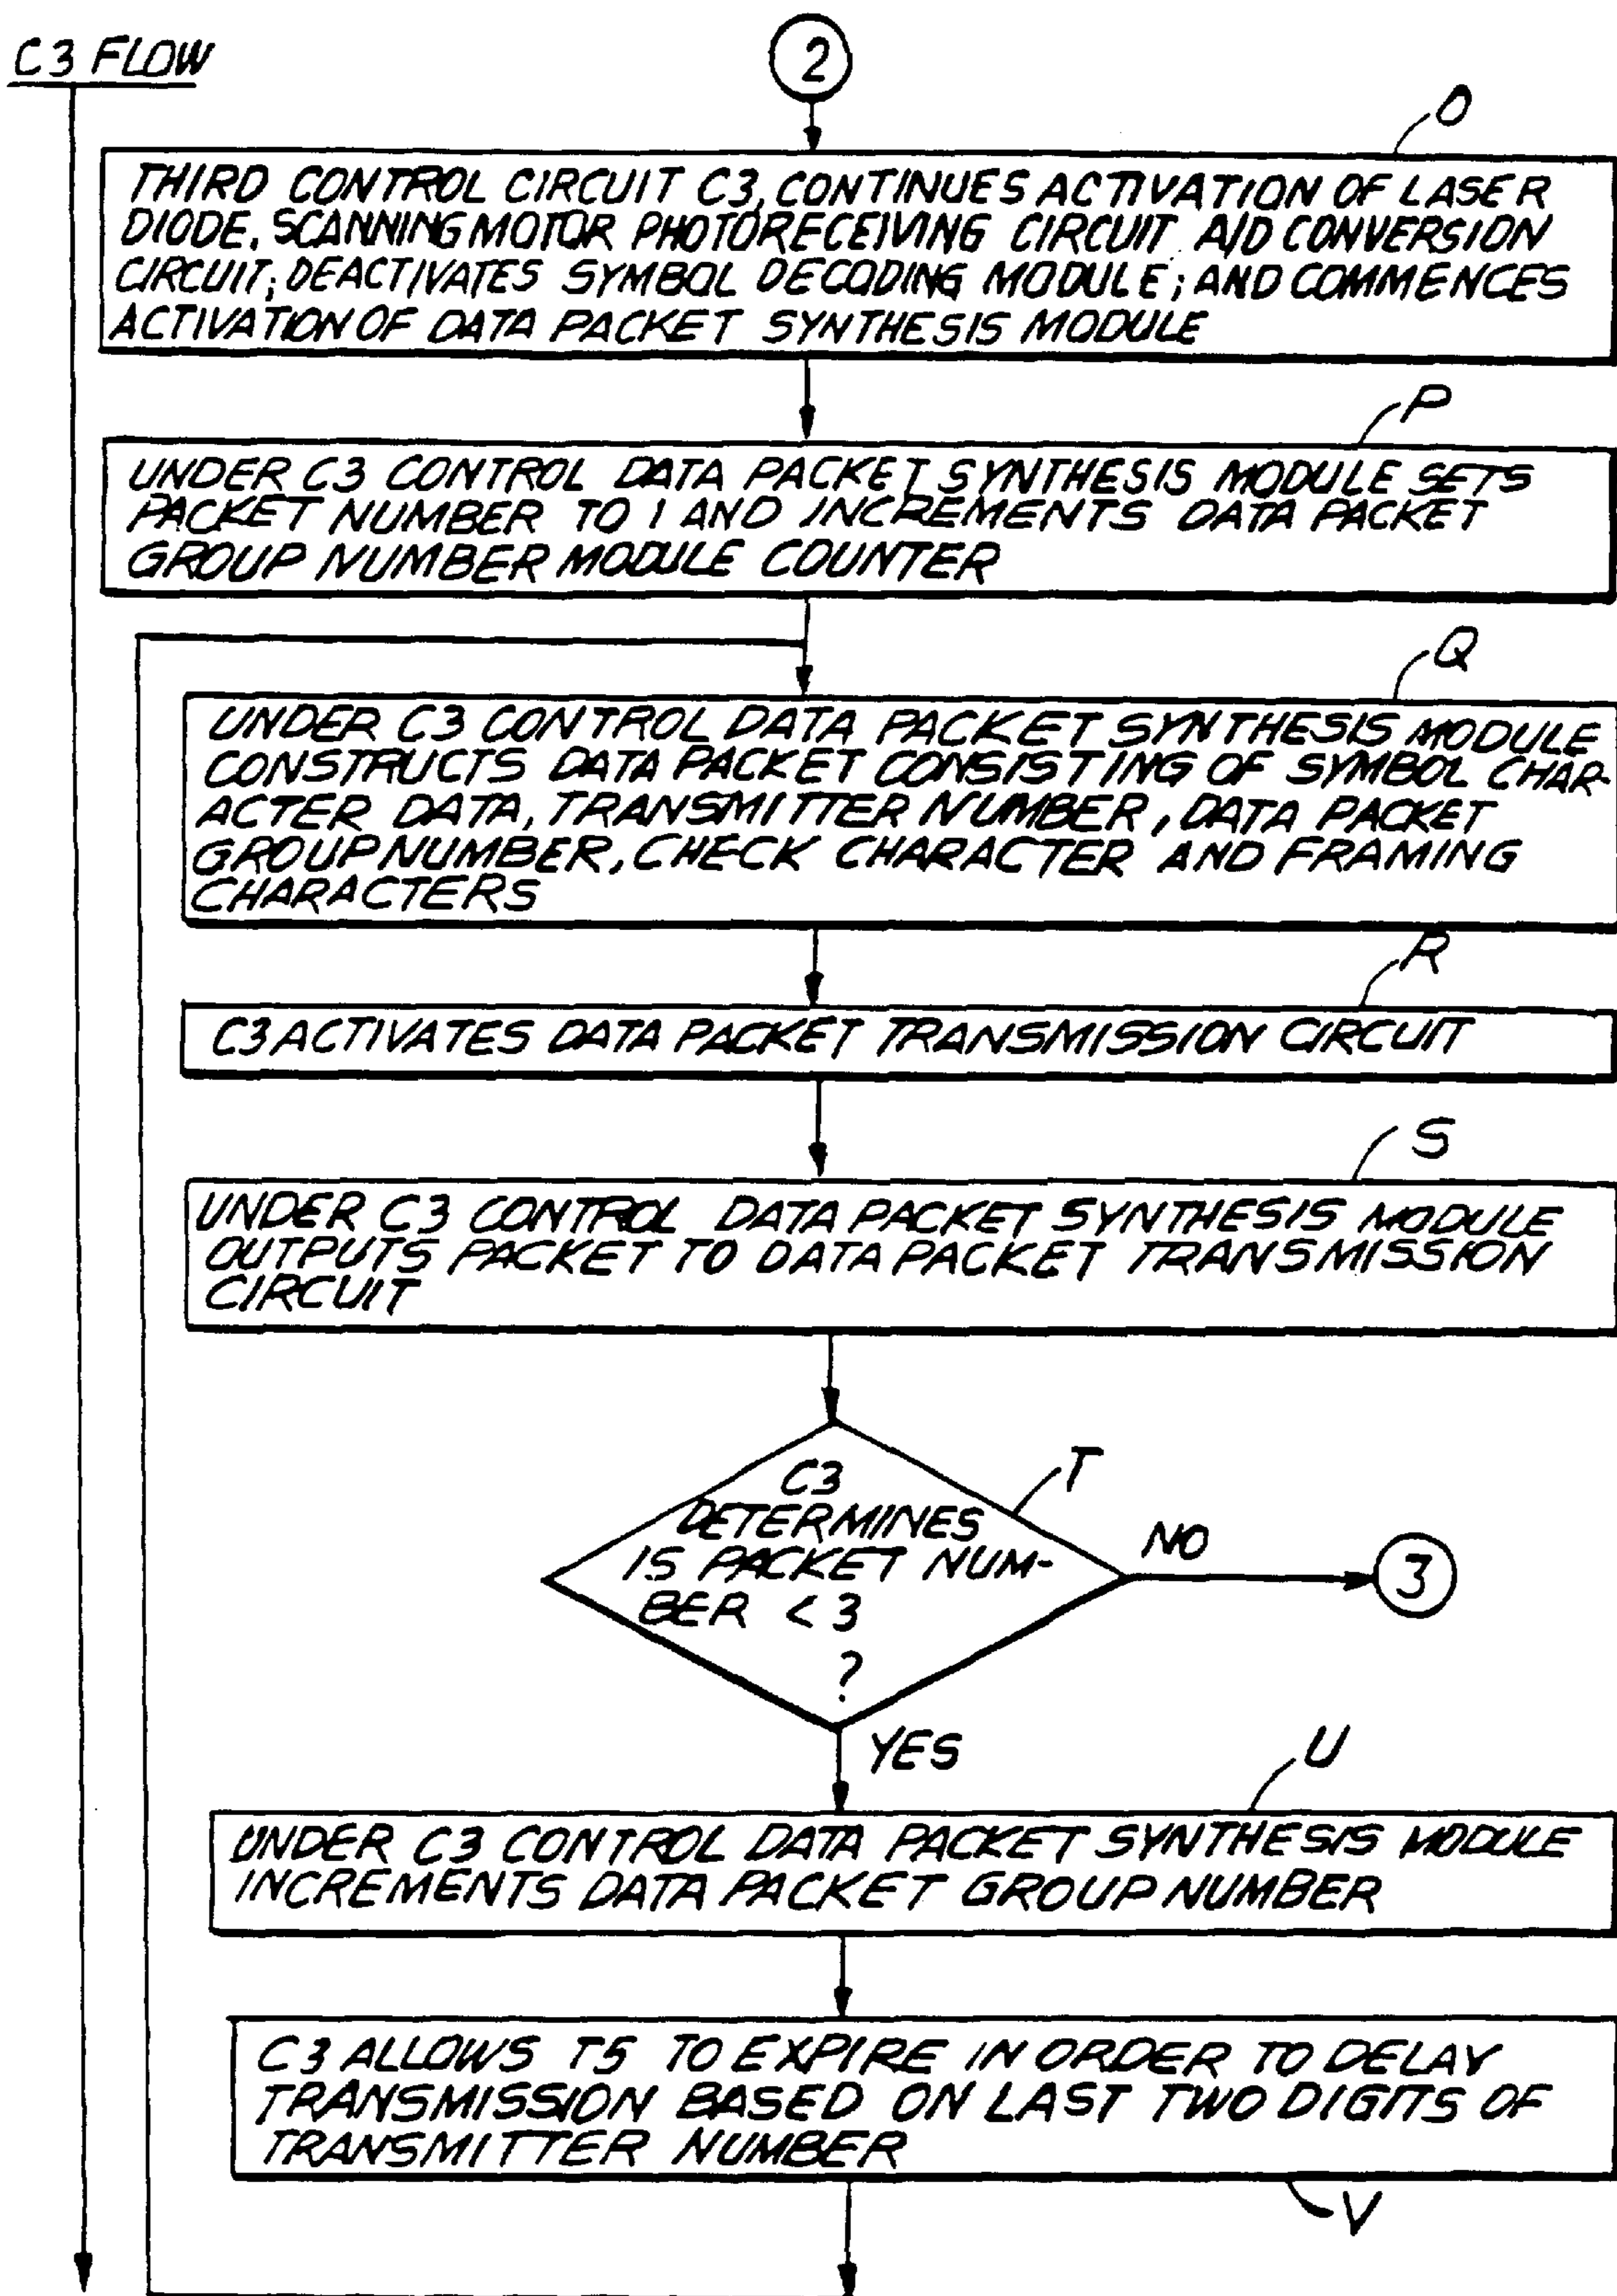 C3 FLOW
2
O
THIRD CONTROL CIRCUIT C3, CONTINUES ACTIVATION OF LASER
DIODE, SCANNING MOTOR PHOTORECEIVING CIRCUIT A/D CONVERSION
CIRCUIT; DEACTIVATES SYMBOL DECODING MODULE; AND COMMENCES
ACTIVATION OF DATA PACKET SYNTHESIS MODULE
P
UNDER C3 CONTROL DATA PACKET SYNTHESIS MODULE SETS
PACKET NUMBER TO 1 AND INCREMENTS DATA PACKET
GROUP NUMBER MODULE COUNTER
Q
UNDER C3 CONTROL DATA PACKET SYNTHESIS MODULE
CONSTRUCTS DATA PACKET CONSISTING OF SYMBOL CHAR-
ACTER DATA, TRANSMITTER NUMBER, DATA PACKET
GROUP NUMBER, CHECK CHARACTER AND FRAMING
CHARACTERS
R
C3 ACTIVATES DATA PACKET TRANSMISSION CIRCUIT
S
UNDER C3 CONTROL DATA PACKET SYNTHESIS MODULE
OUTPUTS PACKET TO DATA PACKET TRANSMISSION
CIRCUIT
T
C3
DETERMINES
IS PACKET NUM-
BER < 3
?
NO
3
YES
U
UNDER C3 CONTROL DATA PACKET SYNTHESIS MODULE
INCREMENTS DATA PACKET GROUP NUMBER
C3 ALLOWS T5 TO EXPIRE IN ORDER TO DELAY
TRANSMISSION BASED ON LAST TWO DIGITS OF
TRANSMITTER NUMBER
V